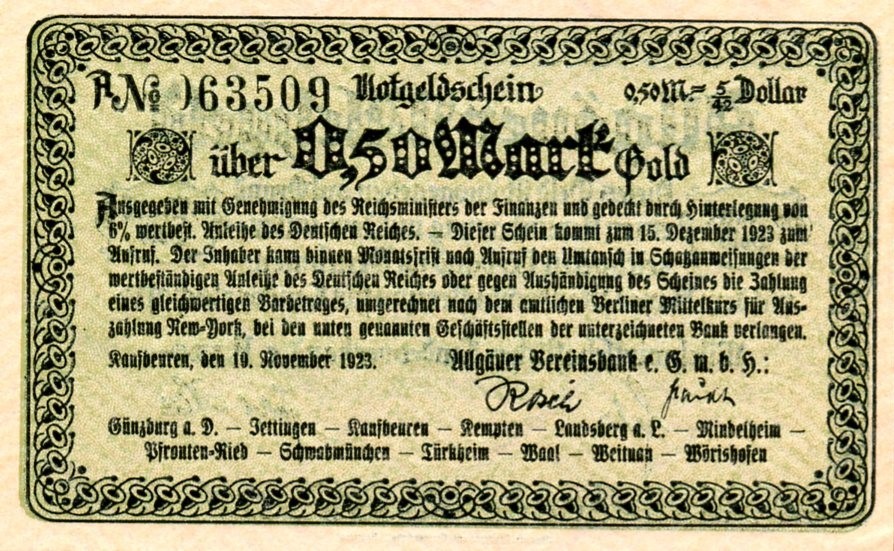 A No 063509 Notgeldschein 0,50 M. = 5/42 Dollar
über 0,50 Mark Gold
Ausgegeben mit Genehmigung des Reichsministers der Finanzen und gedeckt durch Hinterlegung von
6% wertbest. Anleihe des Deutschen Reiches. — Dieser Schein kommt zum 15. Dezember 1923 zum
Aufruf. Der Inhaber kann binnen Monatsfrist nach Aufruf den Umtausch in Schatzanweisungen der
wertbeständigen Anleihe des Deutschen Reiches oder gegen Aushändigung des Scheines die Zahlung
eines gleichwertigen Barbetrages, umgerechnet nach dem amtlichen Berliner Mittelkurs für Aus-
zahlung New-York, bei den unten genannten Geschäftsstellen der unterzeichneten Bank verlangen.
Kaufbeuren, den 19. November 1923. Allgäuer Vereinsbank e. G. m. b. H.:
Günzburg a. D. — Jettingen — Kaufbeuren — Kempten — Landsberg a. L. — Mindelheim —
Pfronten-Ried — Schwabmünchen — Türkheim — Waal — Weitnau — Wörishofen